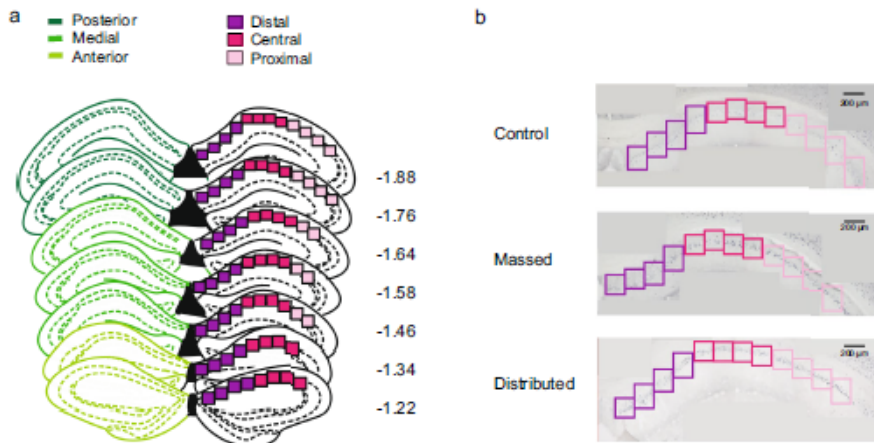 a
Posterior
Medial
Anterior
Distal
Central
Proximal
-1.88
-1.76
-1.64
-1.58
-1.46
-1.34
-1.22
b
Control
200 µm
Massed
200 µm
Distributed
200 µm